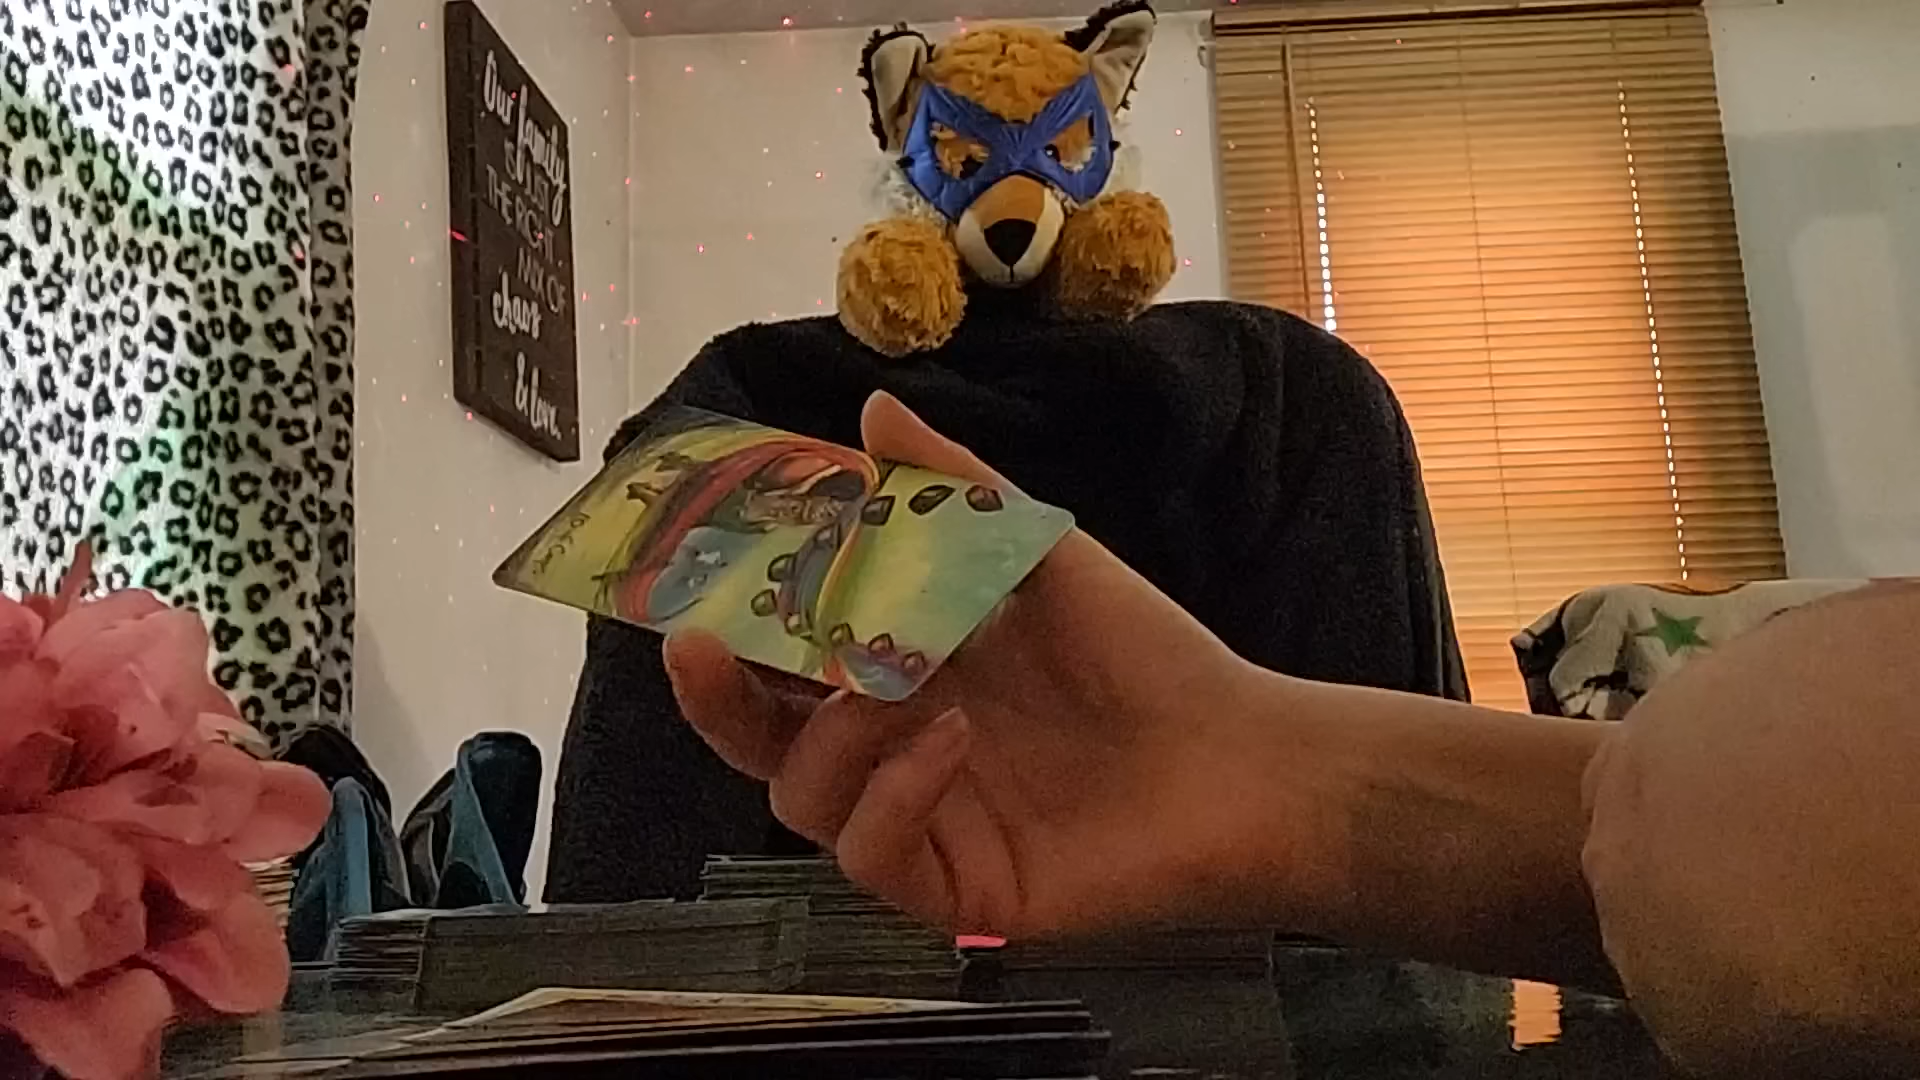 Our family
IS JUST
THE RIGHT
MIX OF
chaos
& love.